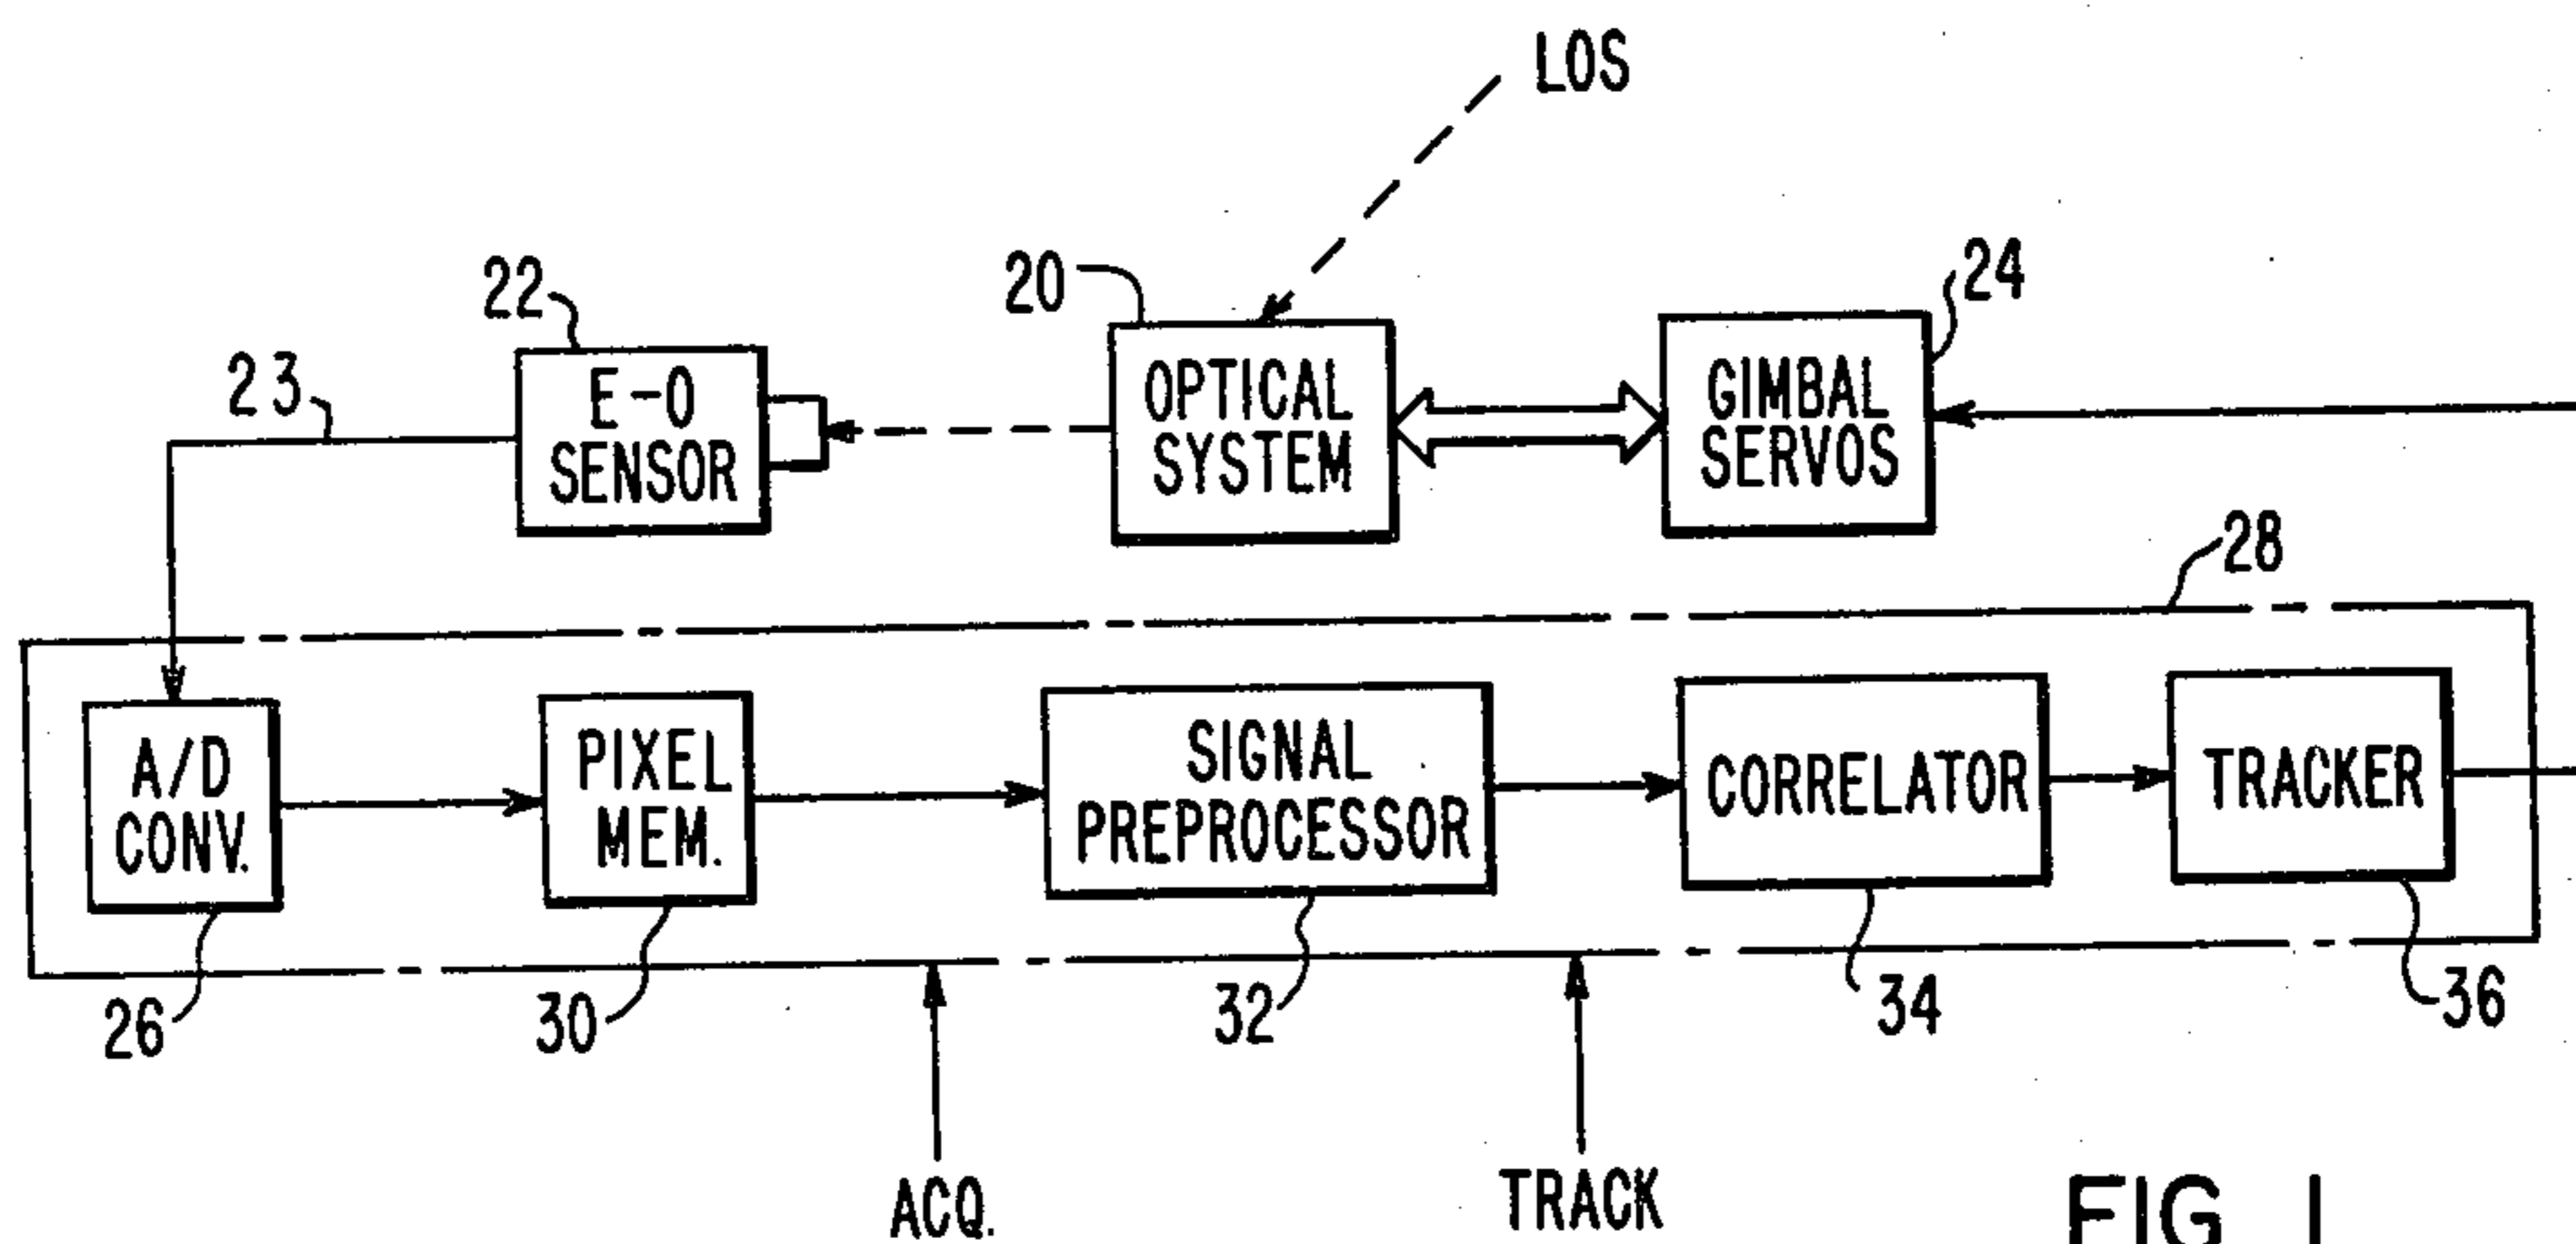 LOS
22
20
24
23
E-O
SENSOR
OPTICAL
SYSTEM
GIMBAL
SERVOS
28
A/D
CONV.
PIXEL
MEM.
SIGNAL
PREPROCESSOR
CORRELATOR
TRACKER
26
30
32
34
36
ACQ.
TRACK
FIG. 1